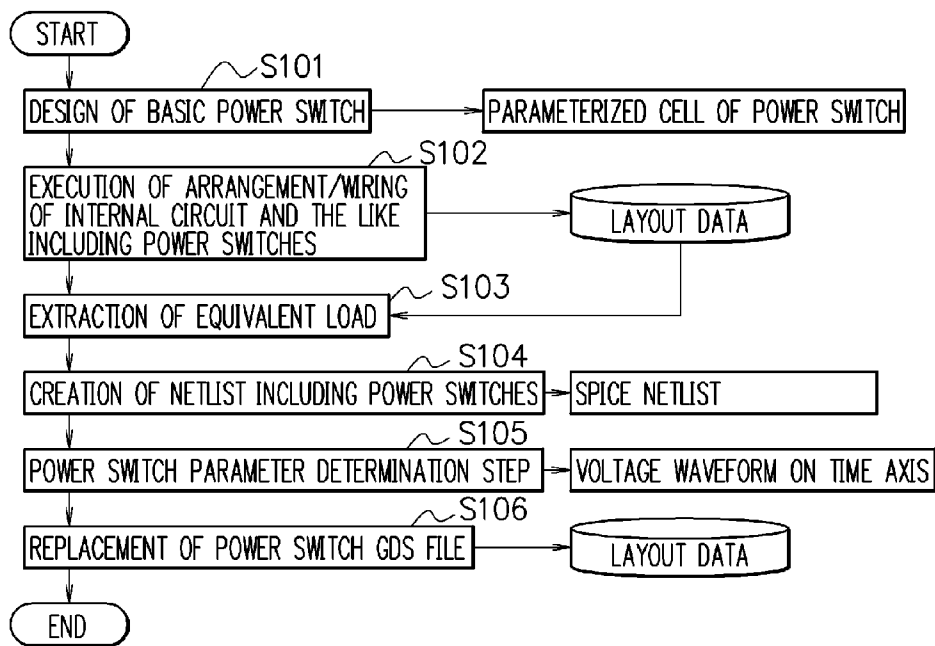 START
S101
DESIGN OF BASIC POWER SWITCH
PARAMETERIZED CELL OF POWER SWITCH
S102
EXECUTION OF ARRANGEMENT/WIRING
OF INTERNAL CIRCUIT AND THE LIKE
INCLUDING POWER SWITCHES
LAYOUT DATA
S103
EXTRACTION OF EQUIVALENT LOAD
S104
CREATION OF NETLIST INCLUDING POWER SWITCHES
SPICE NETLIST
S105
POWER SWITCH PARAMETER DETERMINATION STEP
VOLTAGE WAVEFORM ON TIME AXIS
S106
REPLACEMENT OF POWER SWITCH GDS FILE
LAYOUT DATA
END